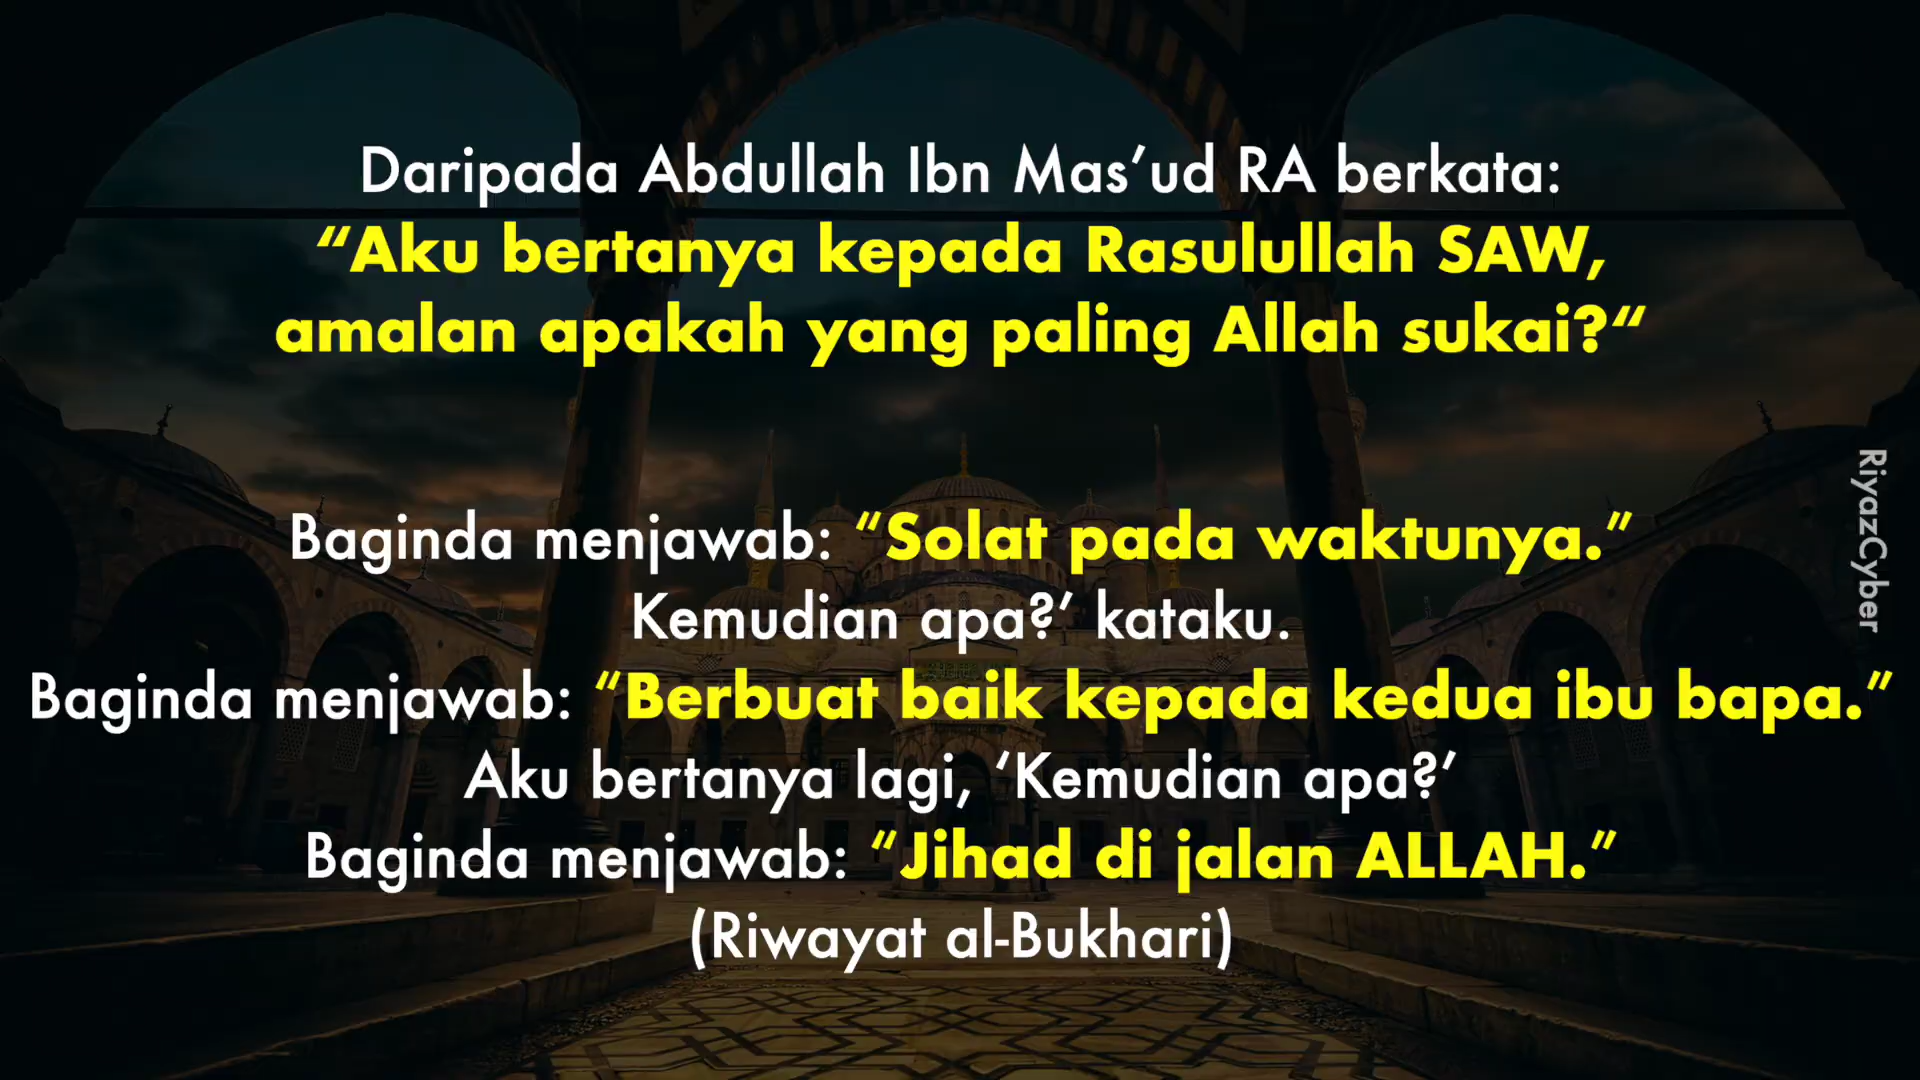 Daripada Abdullah Ibn Mas’ud RA berkata:
“Aku bertanya kepada Rasulullah SAW,
amalan apakah yang paling Allah sukai?“
Baginda menjawab: “Solat pada waktunya.”
Kemudian apa?’ kataku.
Baginda menjawab: “Berbuat baik kepada kedua ibu bapa.”
Aku bertanya lagi, ‘Kemudian apa?’
Baginda menjawab: “Jihad di jalan ALLAH.”
(Riwayat al-Bukhari)
RiyazCyber